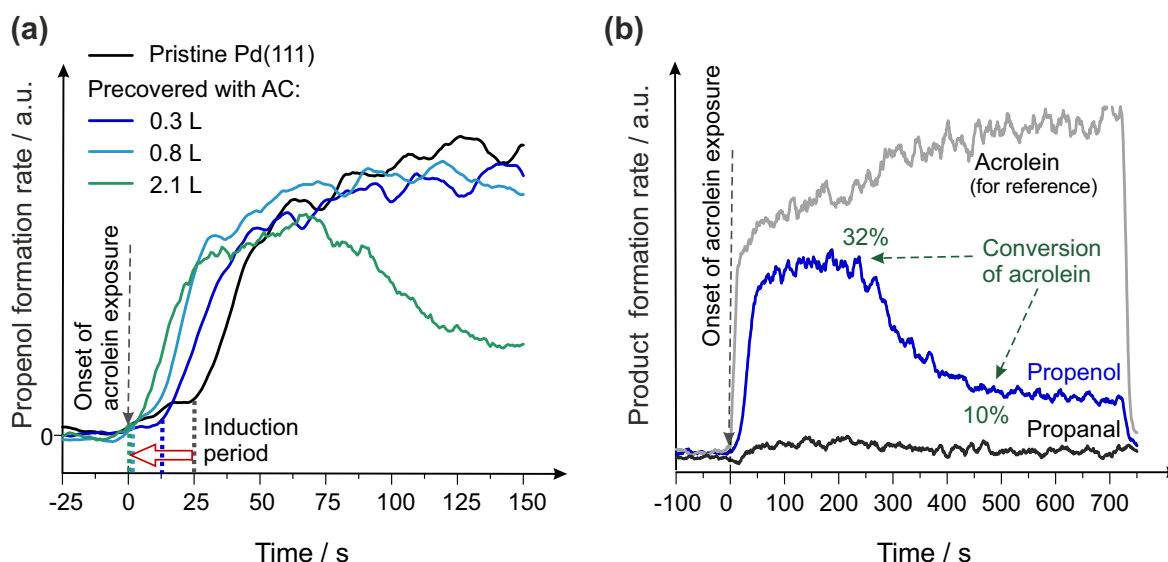 (a)
Pristine Pd(111)
Precovered with AC:
0.3 L
0.8 L
2.1 L
Propenol formation rate / a.u.
Onset of
acrolein exposure
Induction
period
0
-25 0 25 50 75 100 125 150
Time / s
(b)
Product formation rate / a.u.
Onset of acrolein exposure
Acrolein
(for reference)
32%
Conversion
of acrolein
Propenol
10%
Propanal
-100 0 100 200 300 400 500 600 700
Time / s